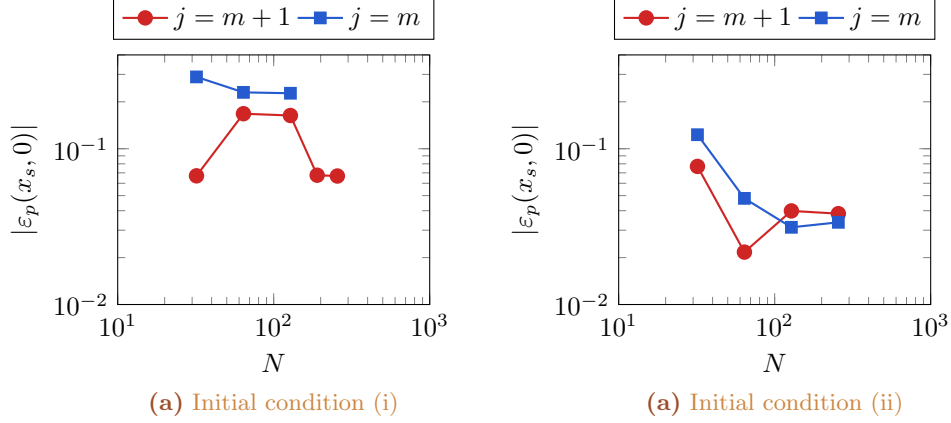 j = m + 1 j = m
|ε_p(x_s, 0)|
10^{-1}
10^{-2}
10^1 10^2 10^3
N
(a) Initial condition (i)
j = m + 1 j = m
|ε_p(x_s, 0)|
10^{-1}
10^{-2}
10^1 10^2 10^3
N
(a) Initial condition (ii)